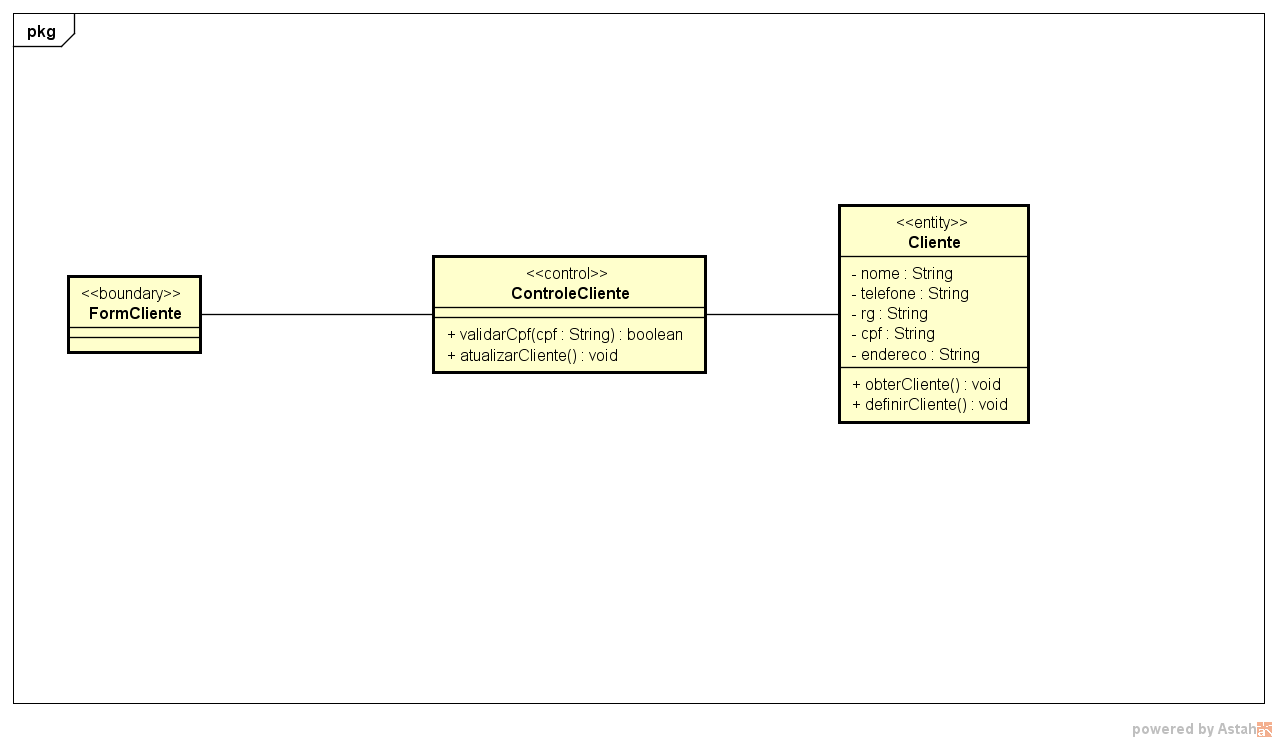 pkg
<<boundary>>
FormCliente
<<control>>
ControleCliente
+ validarCpf(cpf : String) : boolean
+ atualizarCliente() : void
<<entity>>
Cliente
- nome : String
- telefone : String
- rg : String
- cpf : String
- endereco : String
+ obterCliente() : void
+ definirCliente() : void
powered by Astah